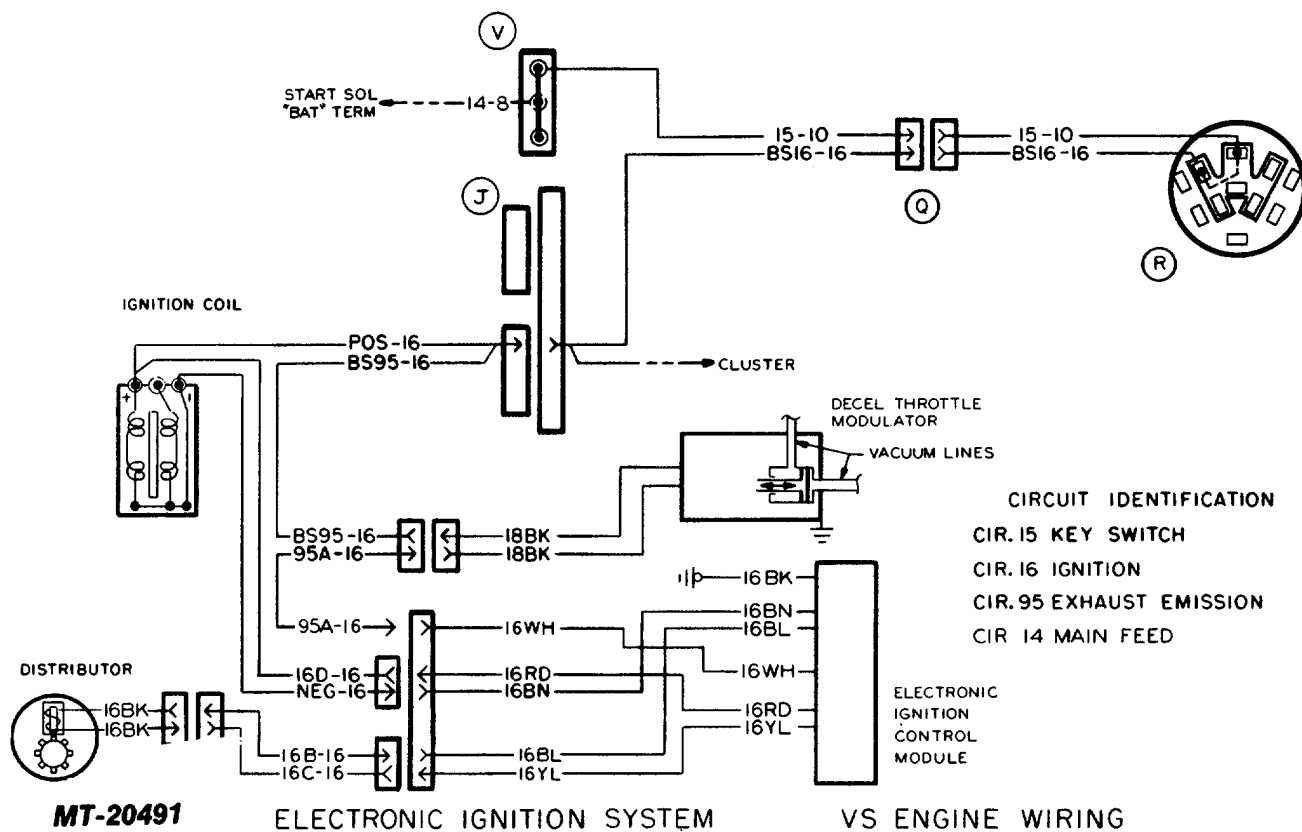 V
START SOL
"BAT" TERM
14-8
15-10
BS16-16
15-10
BS16-16
Q
R
J
IGNITION COIL
POS-16
BS95-16
CLUSTER
+
-
DECEL THROTTLE
MODULATOR
VACUUM LINES
BS95-16
95A-16
18BK
18BK
CIRCUIT IDENTIFICATION
CIR. 15 KEY SWITCH
CIR. 16 IGNITION
CIR. 95 EXHAUST EMISSION
CIR 14 MAIN FEED
16BK
16BN
16BL
16WH
16RD
16YL
ELECTRONIC
IGNITION
CONTROL
MODULE
95A-16
16WH
16D-16
NEG-16
16RD
16BN
DISTRIBUTOR
16BK
16BK
16B-16
16C-16
16BL
16YL
MT-20491
ELECTRONIC IGNITION SYSTEM
VS ENGINE WIRING